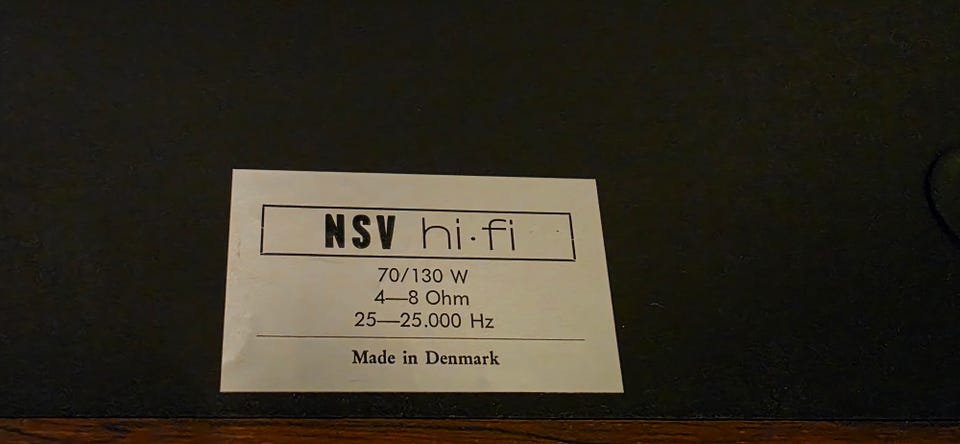 NSV hi·fi
70/130 W
4—8 Ohm
25—25.000 Hz
Made in Denmark